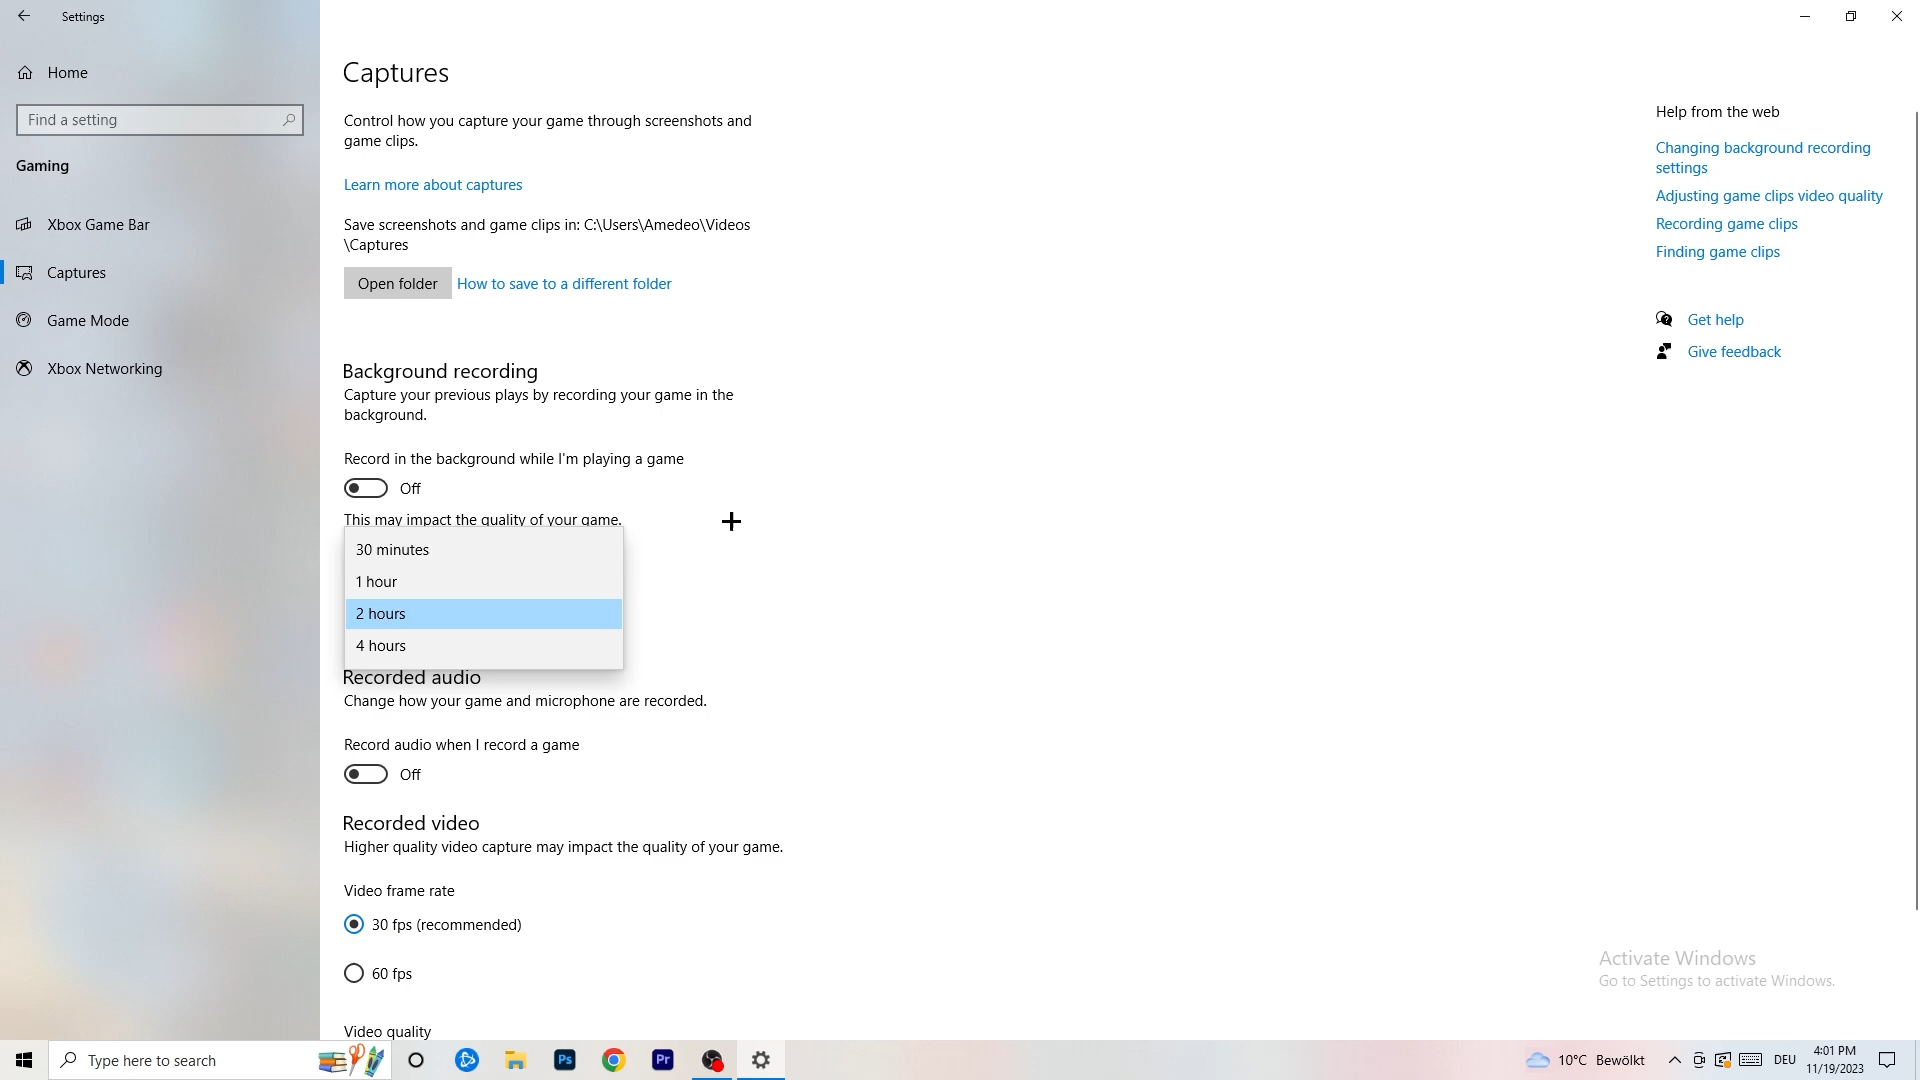 Settings
Home
Find a setting
Gaming
Xbox Game Bar
Captures
Game Mode
Xbox Networking
Captures
Control how you capture your game through screenshots and
game clips.
Learn more about captures
Save screenshots and game clips in: C:\Users\Amedeo\Videos
\Captures
Open folder
How to save to a different folder
Background recording
Capture your previous plays by recording your game in the
background.
Record in the background while I'm playing a game
Off
This may impact the quality of your game.
30 minutes
1 hour
2 hours
4 hours
Recorded audio
Change how your game and microphone are recorded.
Record audio when I record a game
Off
Recorded video
Higher quality video capture may impact the quality of your game.
Video frame rate
30 fps (recommended)
60 fps
Video quality
Help from the web
Changing background recording
settings
Adjusting game clips video quality
Recording game clips
Finding game clips
Get help
Give feedback
Activate Windows
Go to Settings to activate Windows.
Type here to search
Ps
Pr
10°C Bewölkt
DEU
4:01 PM
11/19/2023